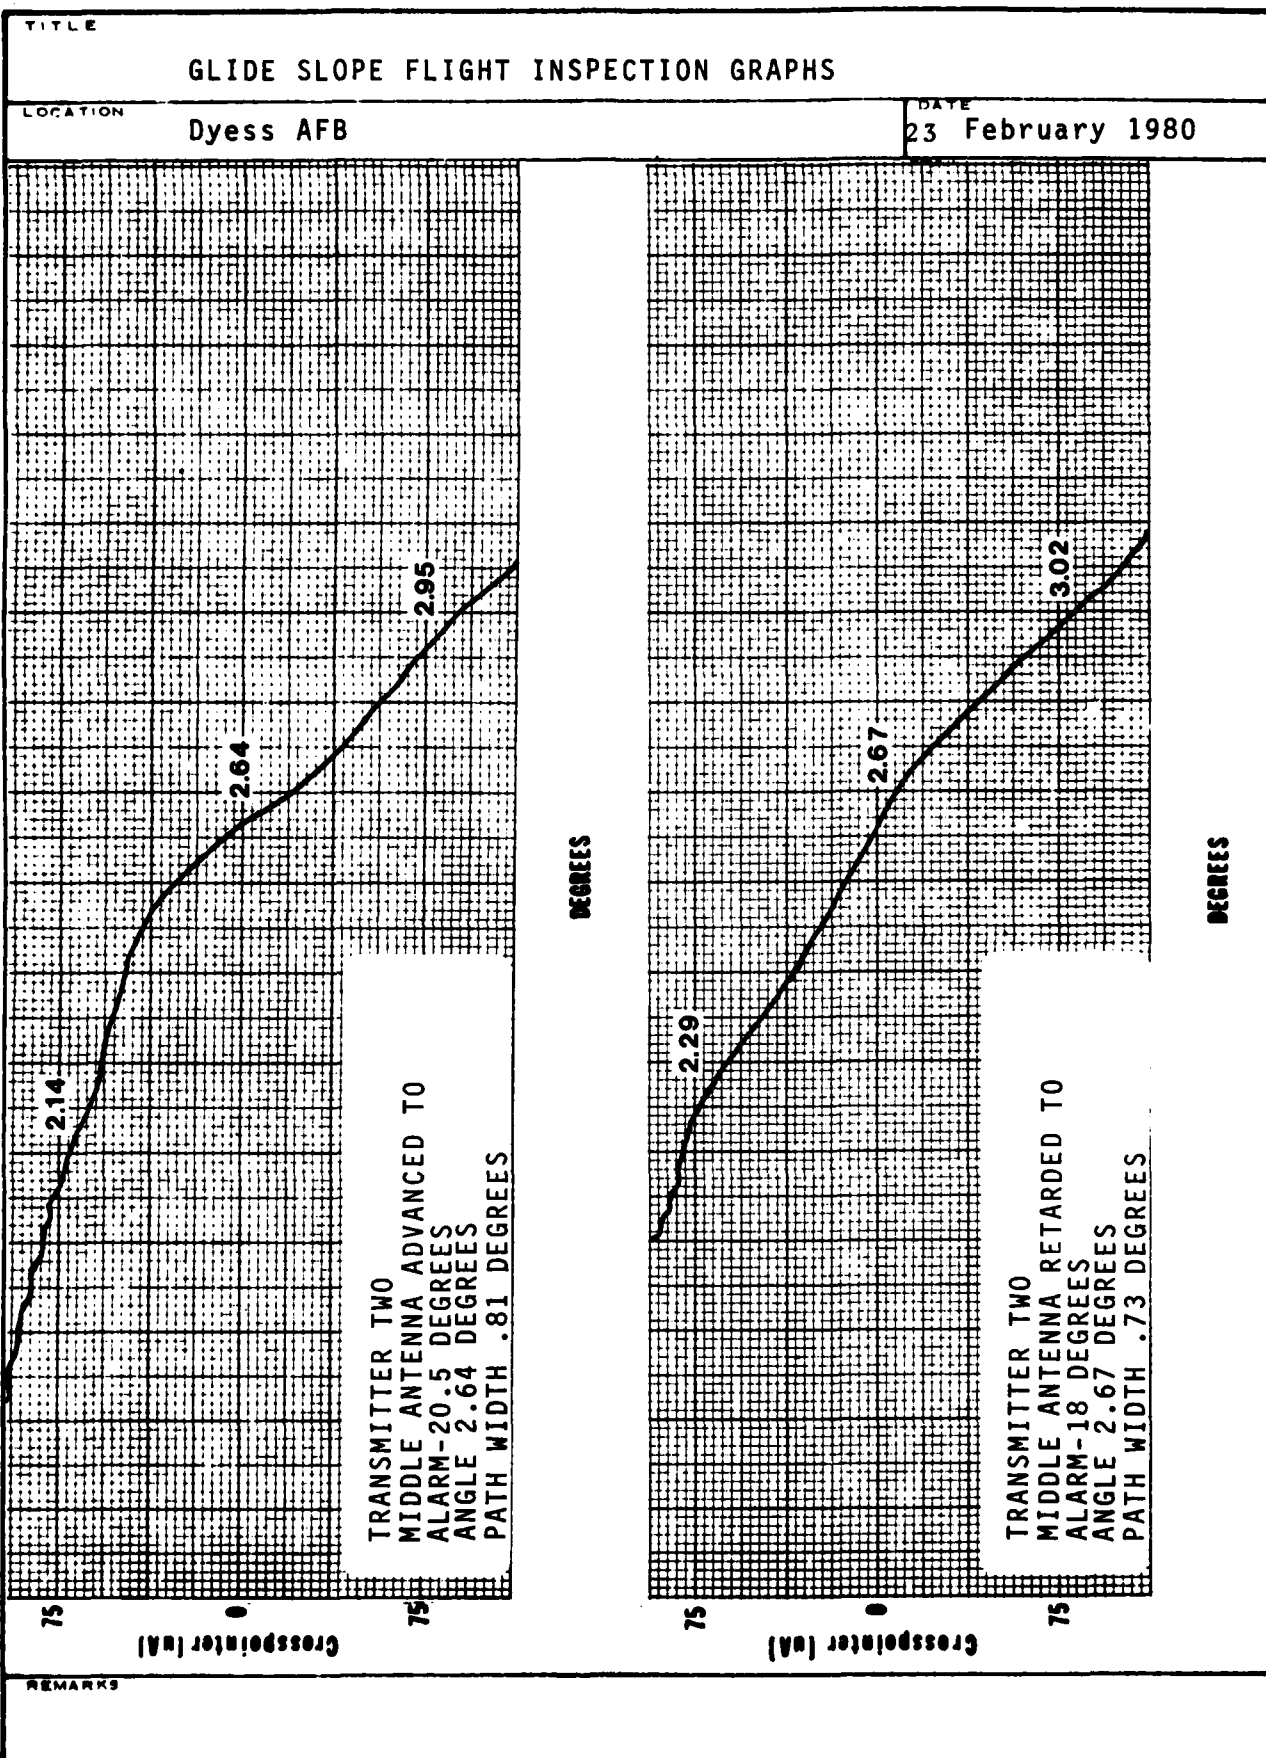 TITLE
GLIDE SLOPE FLIGHT INSPECTION GRAPHS
LOCATION
Dyess AFB
DATE
23 February 1980
2.14
2.64
2.95
TRANSMITTER TWO
MIDDLE ANTENNA ADVANCED TO
ALARM-20.5 DEGREES
ANGLE 2.64 DEGREES
PATH WIDTH .81 DEGREES
75
0
75
Crosspointer (uA)
DEGREES
2.29
2.67
3.02
TRANSMITTER TWO
MIDDLE ANTENNA RETARDED TO
ALARM-18 DEGREES
ANGLE 2.67 DEGREES
PATH WIDTH .73 DEGREES
75
0
75
Crosspointer (uA)
DEGREES
REMARKS